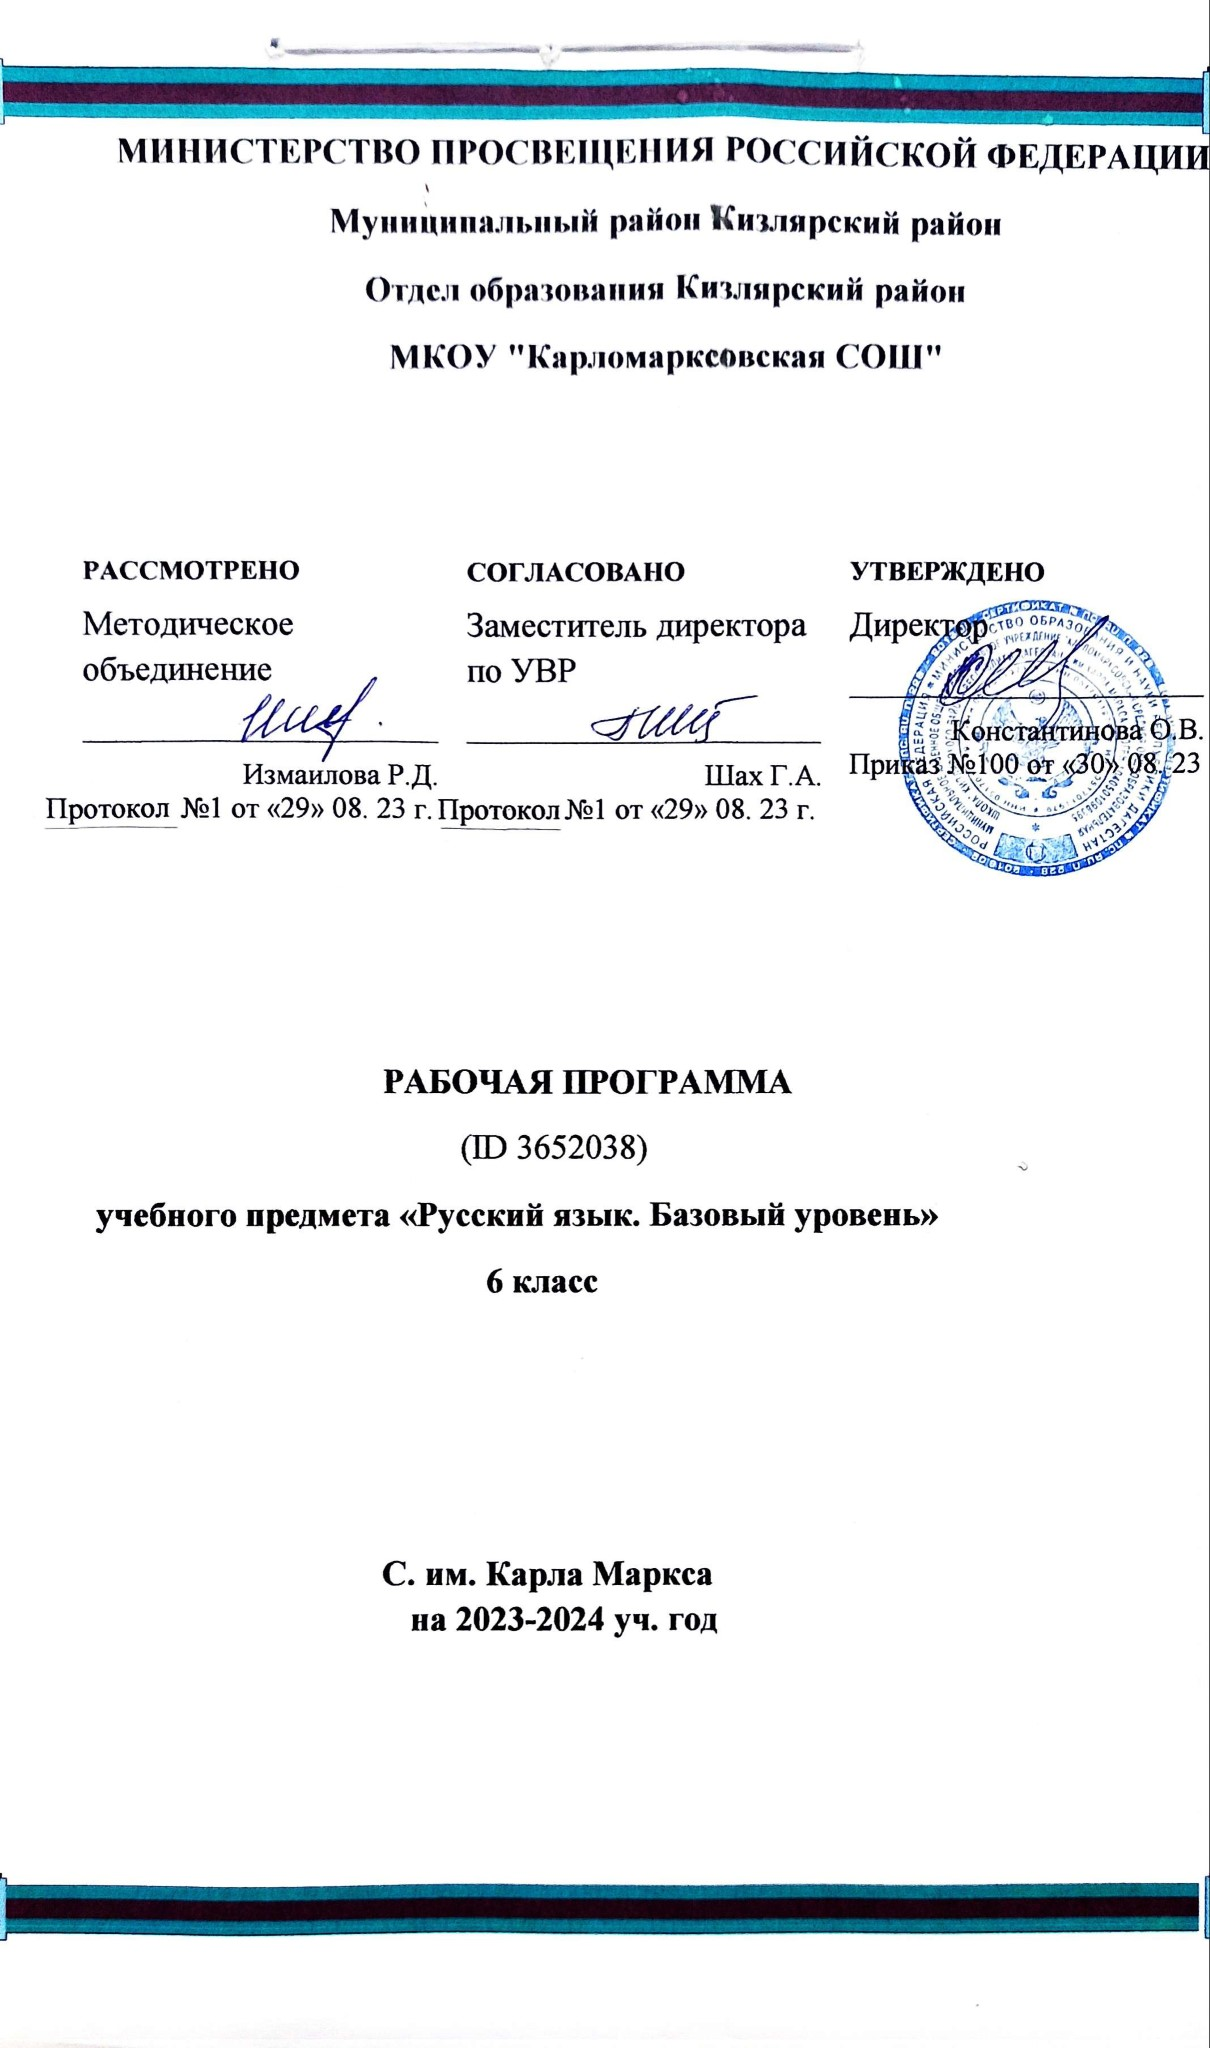 МИНИСТЕРСТВО ПРОСВЕЩЕНИЯ РОССИЙСКОЙ ФЕДЕРАЦИИ
Муниципальный район Кизлярский район
Отдел образования Кизлярский район
МКОУ "Карломарксовская СОШ"
РАССМОТРЕНО
Методическое
объединение
Измаилова Р.Д.
Протокол №1 от «29» 08. 23 г.
СОГЛАСОВАНО
Заместитель директора
по УВР
Шах Г.А.
Протокол №1 от «29» 08. 23 г.
УТВЕРЖДЕНО
Директор
Константинова О.В.
Приказ №100 от «30» 08. 23
РАБОЧАЯ ПРОГРАММА
(ID 3652038)
учебного предмета «Русский язык. Базовый уровень»
6 класс
С. им. Карла Маркса
на 2023-2024 уч. год